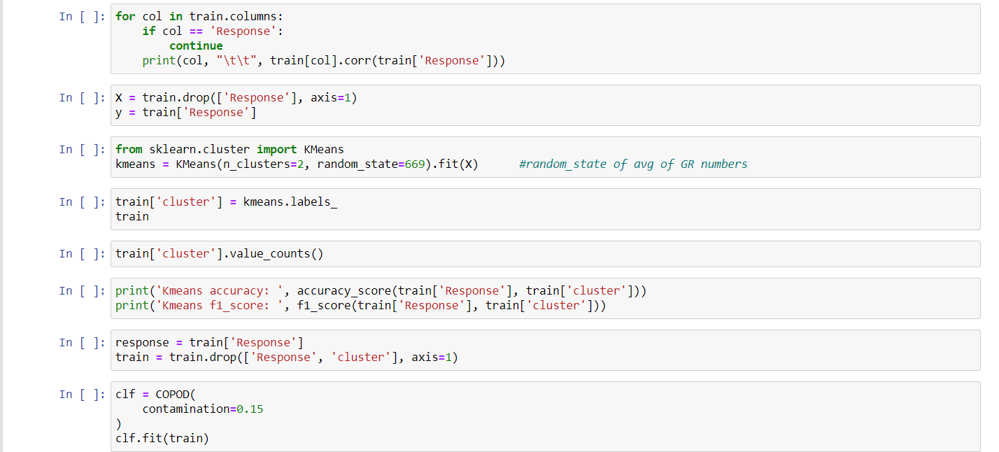 In [ ]: for col in train.columns:
    if col == 'Response':
        continue
    print(col, "\t\t", train[col].corr(train['Response']))
In [ ]: X = train.drop(['Response'], axis=1)
y = train['Response']
In [ ]: from sklearn.cluster import KMeans
kmeans = KMeans(n_clusters=2, random_state=669).fit(X)      #random_state of avg of GR numbers
In [ ]: train['cluster'] = kmeans.labels_
train
In [ ]: train['cluster'].value_counts()
In [ ]: print('Kmeans accuracy: ', accuracy_score(train['Response'], train['cluster']))
print('Kmeans f1_score: ', f1_score(train['Response'], train['cluster']))
In [ ]: response = train['Response']
train = train.drop(['Response', 'cluster'], axis=1)
In [ ]: clf = COPOD(
    contamination=0.15
)
clf.fit(train)